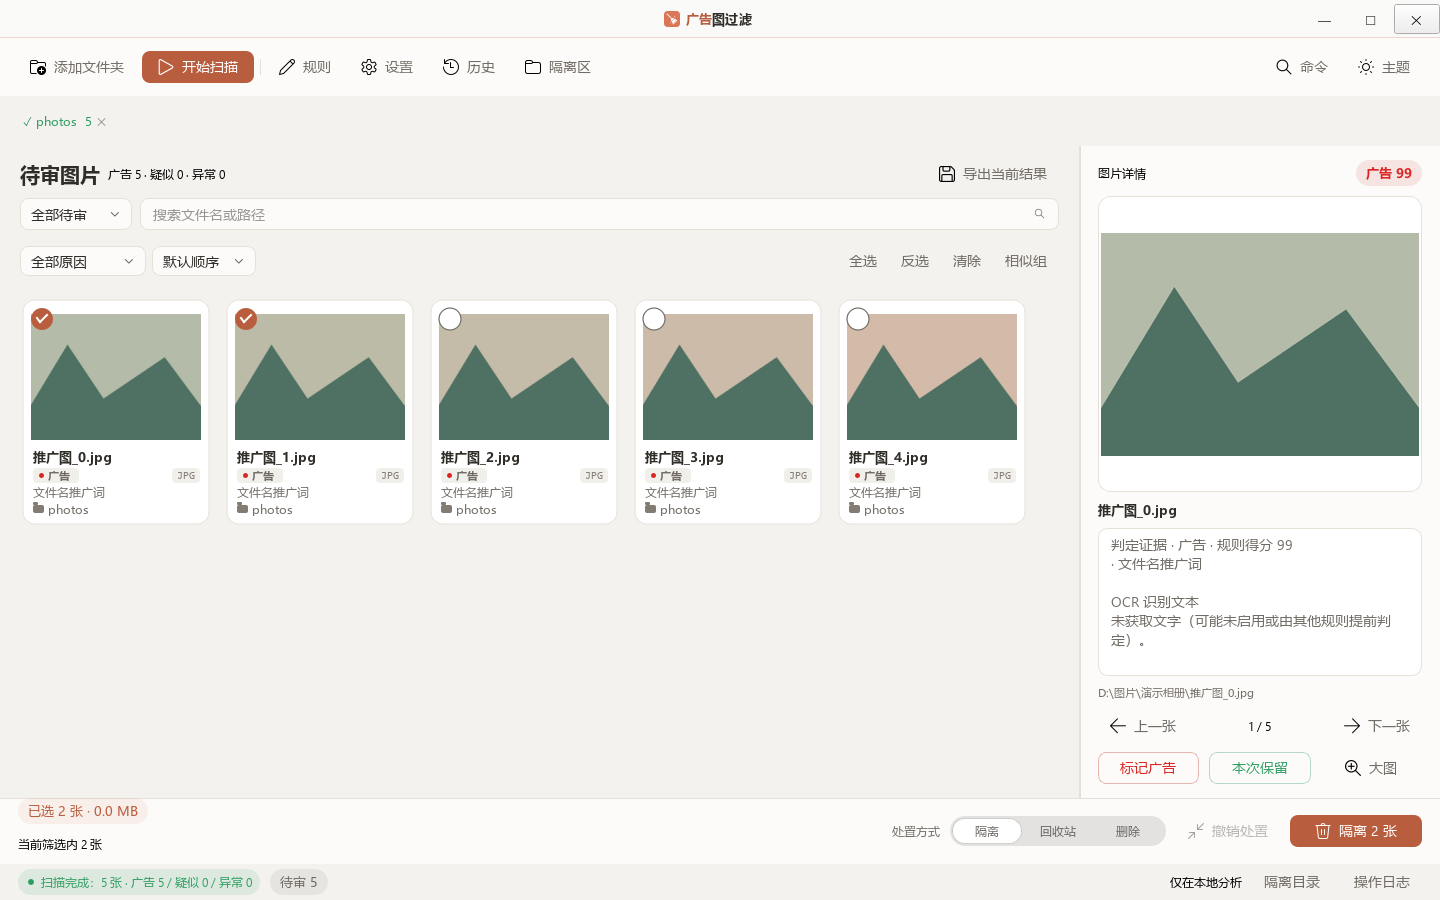 广告图过滤
添加文件夹 开始扫描 规则 设置 历史 隔离区 命令 主题
✓ photos 5 ×
待审图片 广告 5 · 疑似 0 · 异常 0 导出当前结果
全部待审 搜索文件名或路径
全部原因 默认顺序 全选 反选 清除 相似组
推广图_0.jpg
广告 JPG
文件名推广词
photos
推广图_1.jpg
广告 JPG
文件名推广词
photos
推广图_2.jpg
广告 JPG
文件名推广词
photos
推广图_3.jpg
广告 JPG
文件名推广词
photos
推广图_4.jpg
广告 JPG
文件名推广词
photos
图片详情 广告 99
推广图_0.jpg
判定证据 · 广告 · 规则得分 99
· 文件名推广词
OCR 识别文本
未获取文字（可能未启用或由其他规则提前判
定）。
D:\图片\演示相册\推广图_0.jpg
上一张 1 / 5 下一张
标记广告 本次保留 大图
已选 2 张 · 0.0 MB
当前筛选内 2 张
处置方式 隔离 回收站 删除 撤销处置 隔离 2 张
扫描完成：5 张 · 广告 5 / 疑似 0 / 异常 0 待审 5 仅在本地分析 隔离目录 操作日志